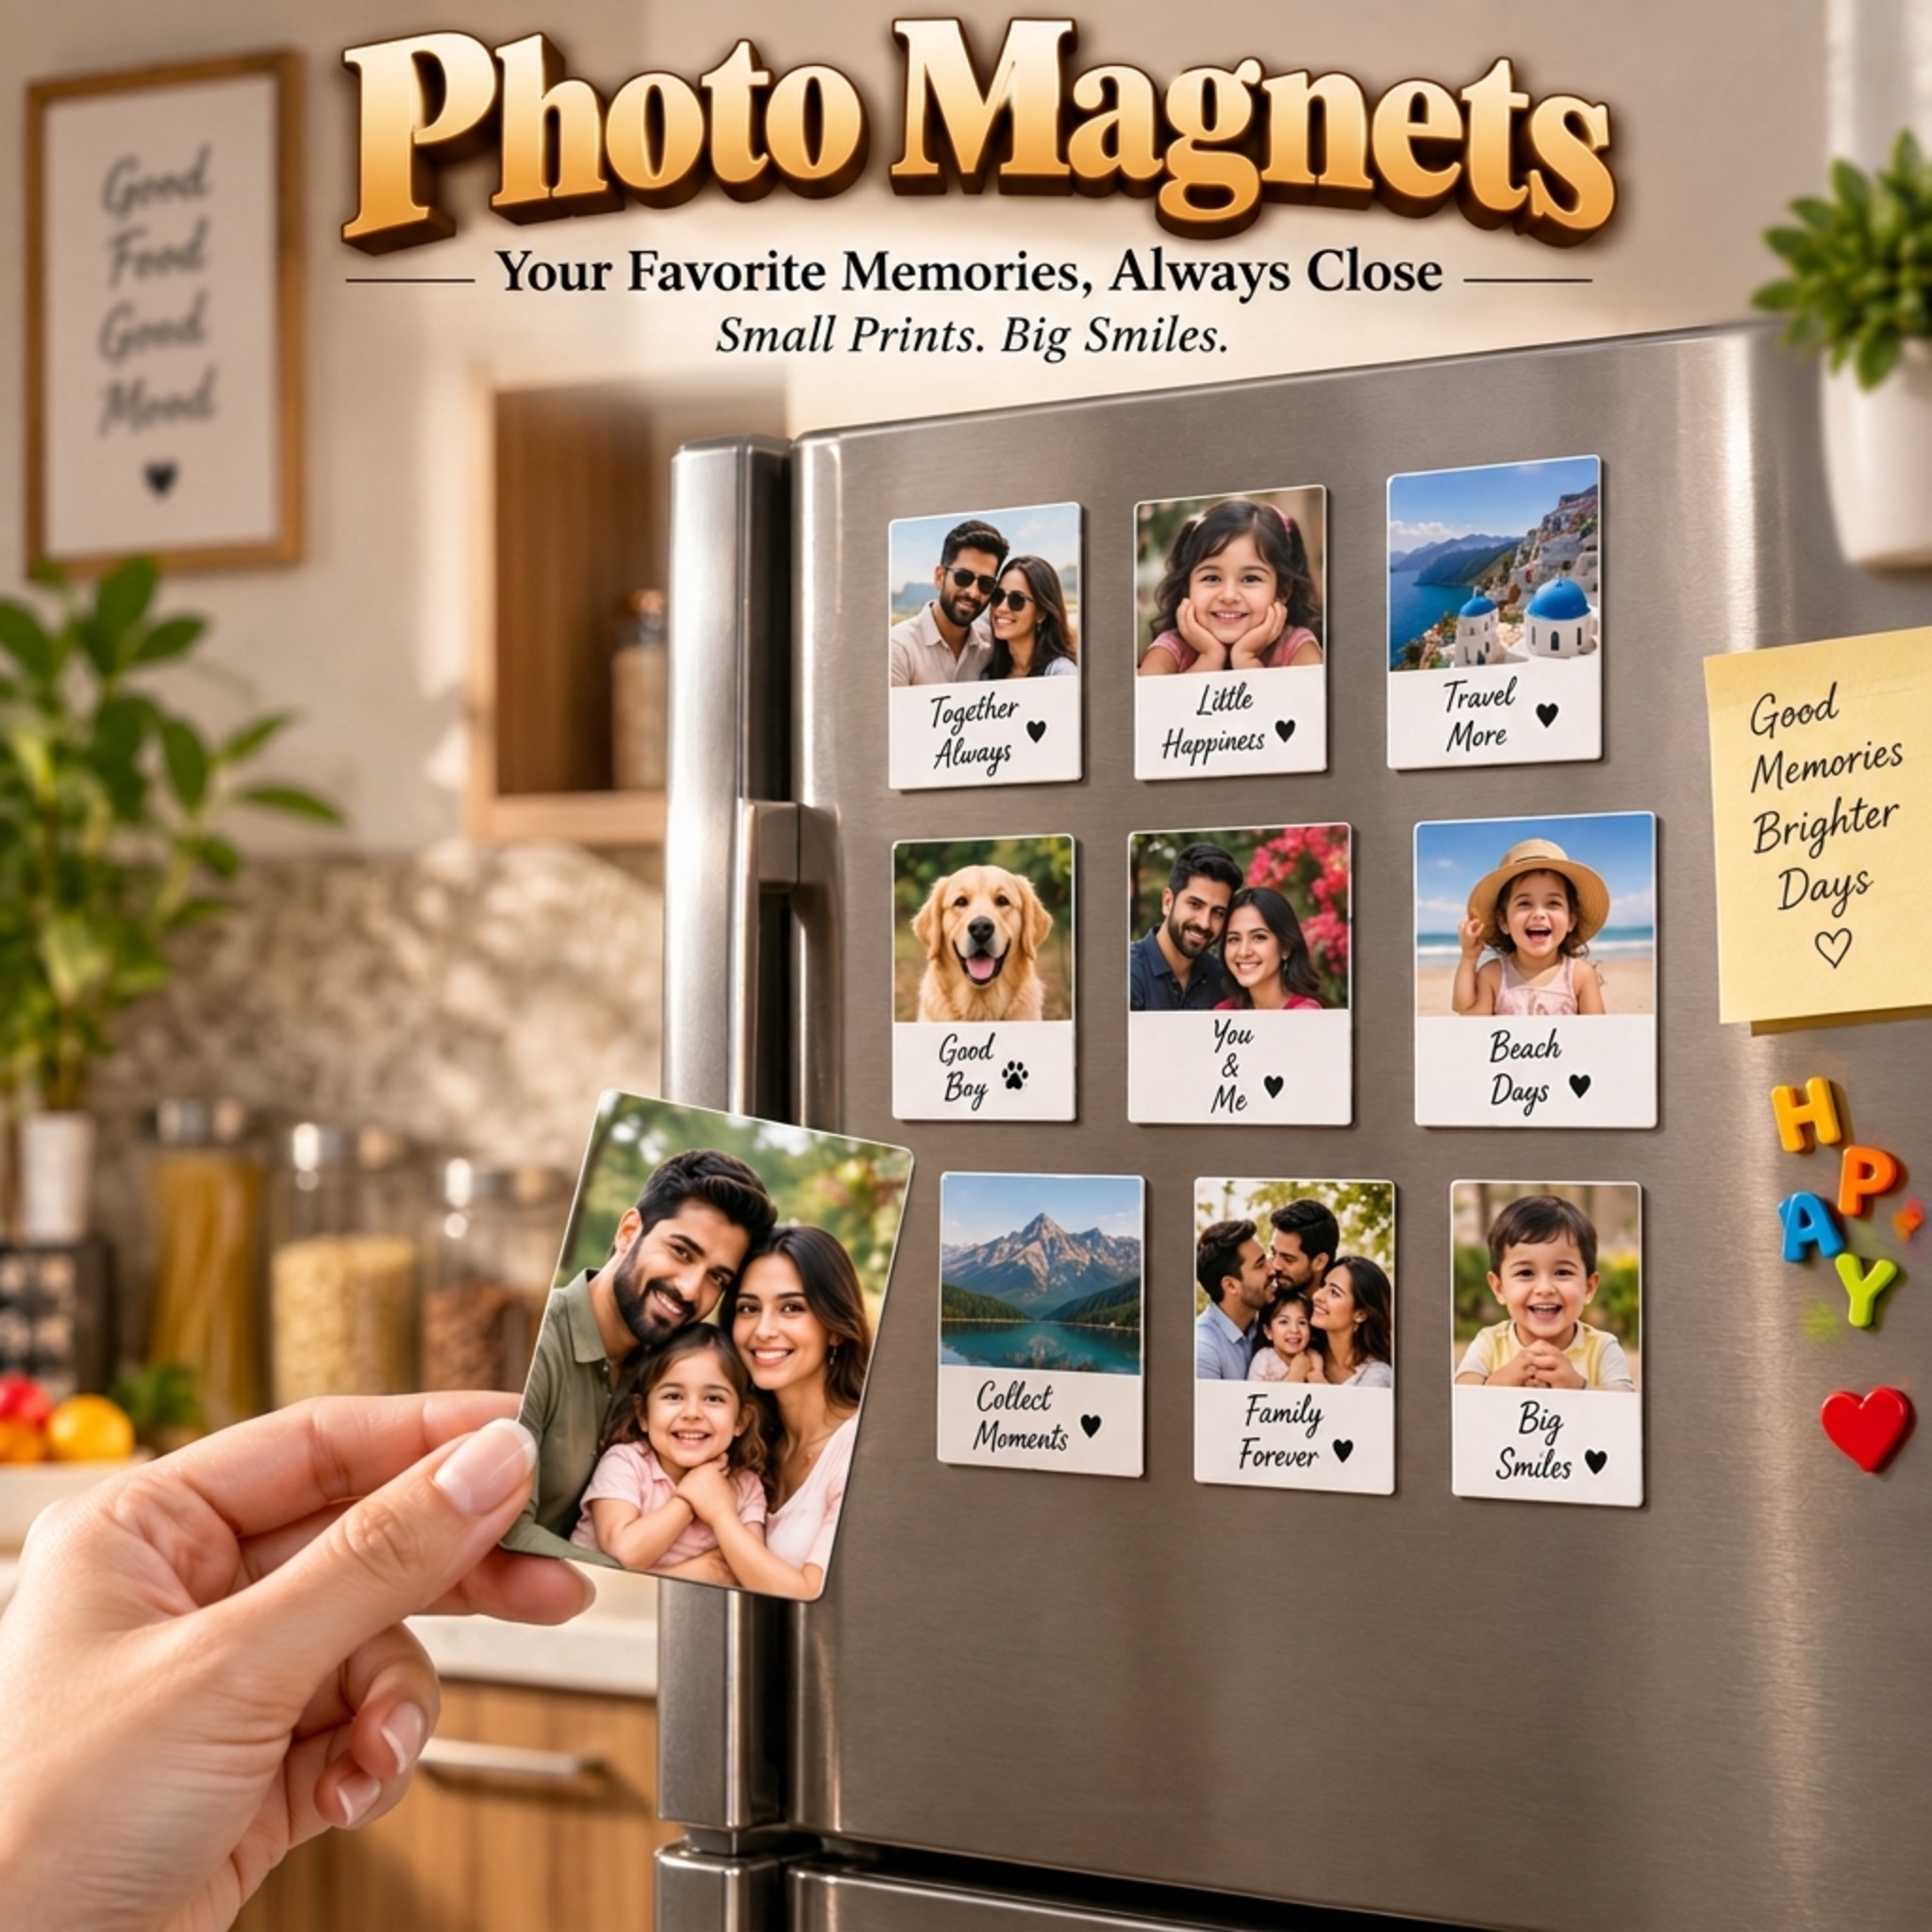 Photo Magnets
Your Favorite Memories, Always Close
Small Prints. Big Smiles.
Good
Food
Good
Mood
Together
Always
Little
Happiness
Travel
More
Good
Memories
Brighter
Days
Good
Boy
You
&
Me
Beach
Days
H
P
A
Y
Collect
Moments
Family
Forever
Big
Smiles